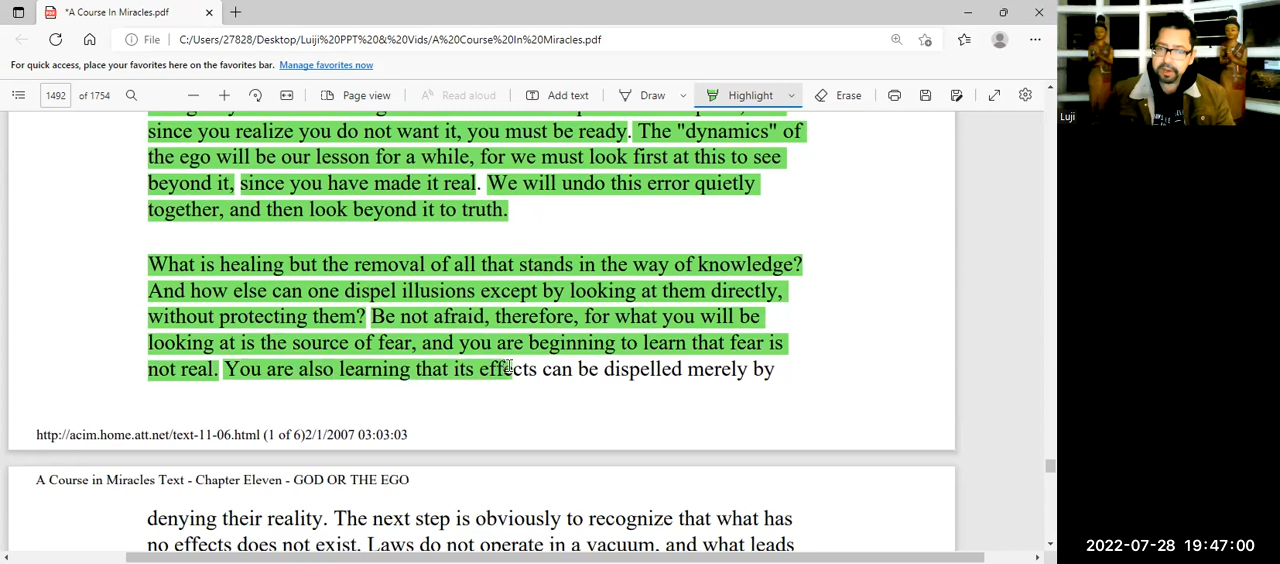 *A Course In Miracles.pdf
File C:/Users/27828/Desktop/Luiji%20PPT%20&%20Vids/A%20Course%20In%20Miracles.pdf
For quick access, place your favorites here on the favorites bar. Manage favorites now
1492 of 1754 Page view Read aloud Add text Draw Highlight Erase
since you realize you do not want it, you must be ready. The "dynamics" of
the ego will be our lesson for a while, for we must look first at this to see
beyond it, since you have made it real. We will undo this error quietly
together, and then look beyond it to truth.
What is healing but the removal of all that stands in the way of knowledge?
And how else can one dispel illusions except by looking at them directly,
without protecting them? Be not afraid, therefore, for what you will be
looking at is the source of fear, and you are beginning to learn that fear is
not real. You are also learning that its effects can be dispelled merely by
http://acim.home.att.net/text-11-06.html (1 of 6)2/1/2007 03:03:03
A Course in Miracles Text - Chapter Eleven - GOD OR THE EGO
denying their reality. The next step is obviously to recognize that what has
no effects does not exist. Laws do not operate in a vacuum, and what leads
Luji
2022-07-28 19:47:00